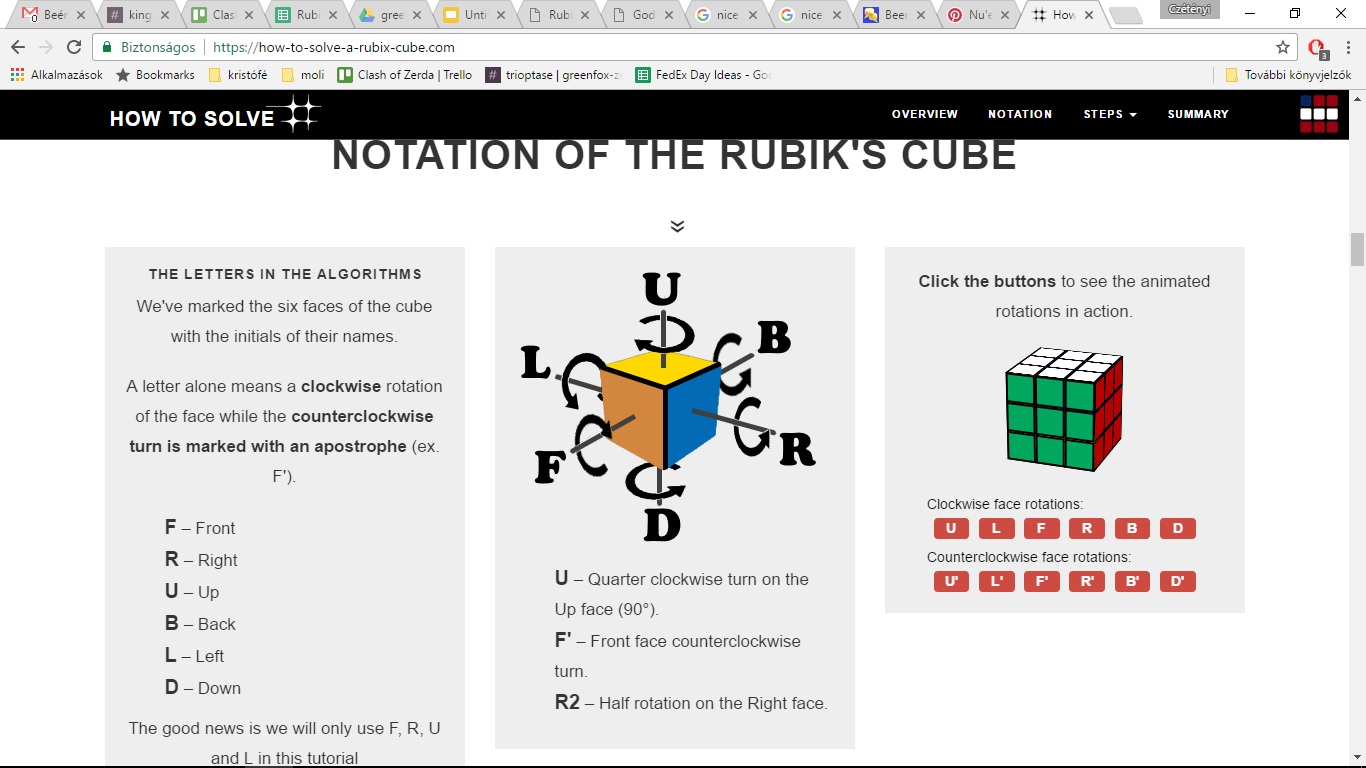 Beér
king
Clas
Rubi
gree
Unti
Rubi
God
nice
nice
Beer
Nu'e
How
Czétényi
Biztonságos
https://how-to-solve-a-rubix-cube.com
3
Alkalmazások
Bookmarks
kristófé
moli
Clash of Zerda | Trello
trioptase | greenfox-z
FedEx Day Ideas - Goo
További könyvjelzők
HOW TO SOLVE
OVERVIEW
NOTATION
STEPS
SUMMARY
NOTATION OF THE RUBIK'S CUBE
THE LETTERS IN THE ALGORITHMS
We've marked the six faces of the cube
with the initials of their names.
A letter alone means a clockwise rotation
of the face while the counterclockwise
turn is marked with an apostrophe (ex.
F').
F – Front
R – Right
U – Up
B – Back
L – Left
D – Down
The good news is we will only use F, R, U
and L in this tutorial
U
B
L
R
F
D
U – Quarter clockwise turn on the
Up face (90°).
F' – Front face counterclockwise
turn.
R2 – Half rotation on the Right face.
Click the buttons to see the animated
rotations in action.
Clockwise face rotations:
U L F R B D
Counterclockwise face rotations:
U' L' F' R' B' D'